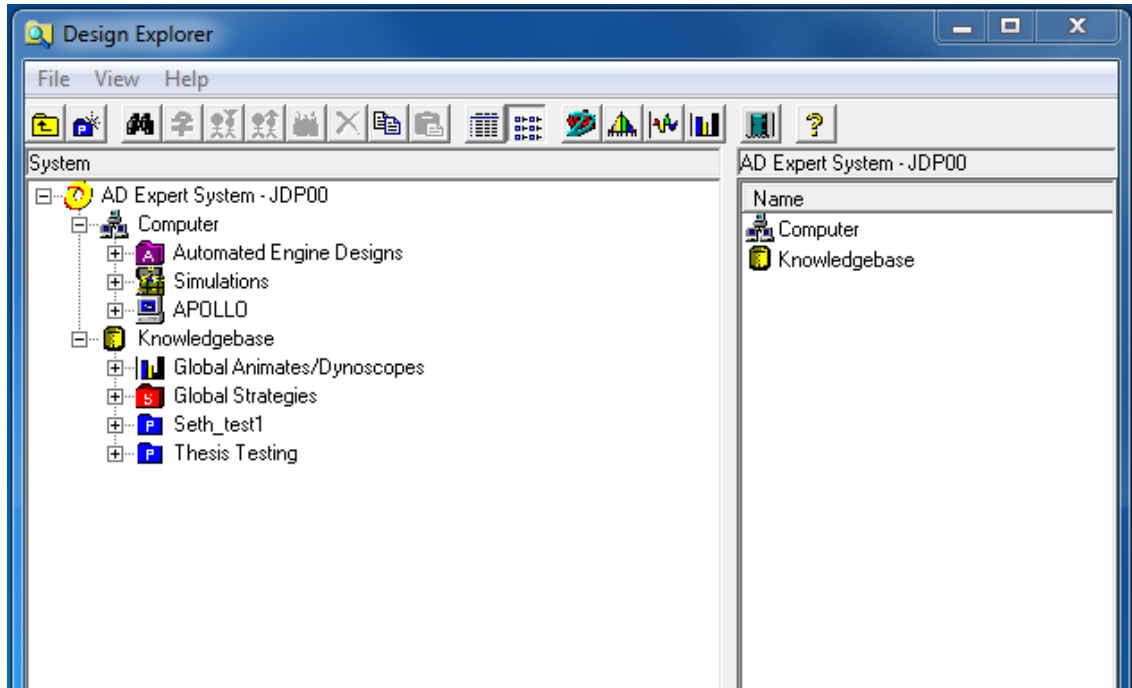 Design Explorer
File View Help
System
AD Expert System - JDP00
Computer
A Automated Engine Designs
Simulations
APOLLO
Knowledgebase
Global Animates/Dynoscopes
S Global Strategies
P Seth_test1
P Thesis Testing
AD Expert System - JDP00
Name
Computer
Knowledgebase